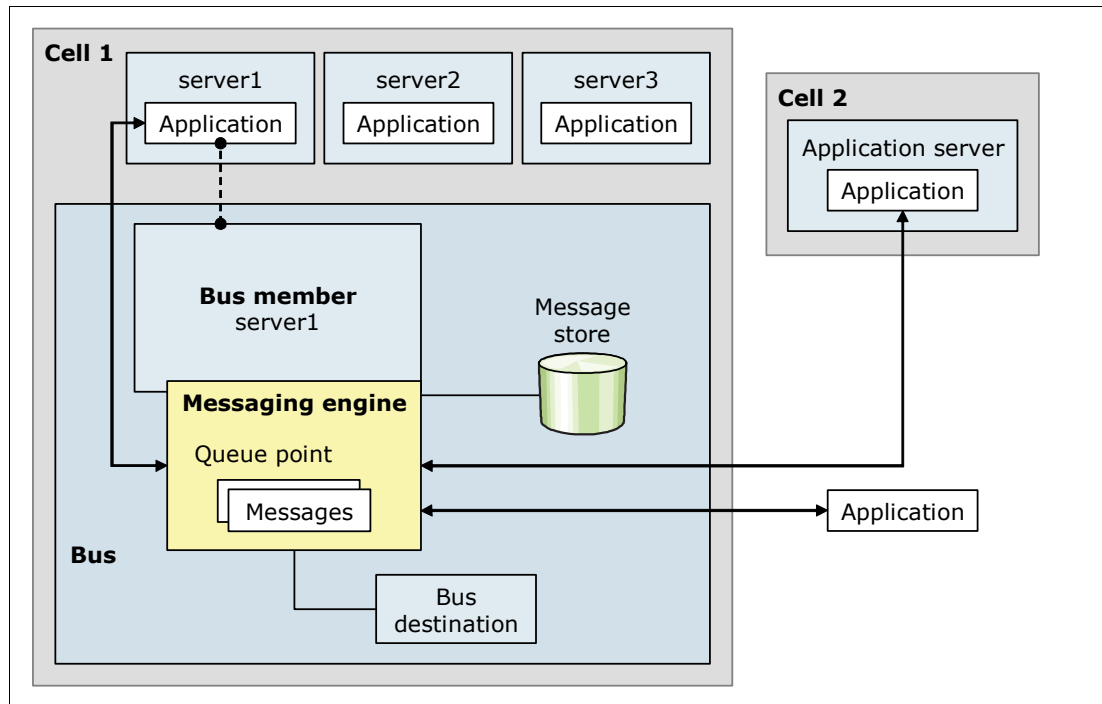 Cell 1
server1
Application
server2
Application
server3
Application
Cell 2
Application server
Application
Bus member
server1
Message
store
Messaging engine
Queue point
Messages
Application
Bus
Bus
destination